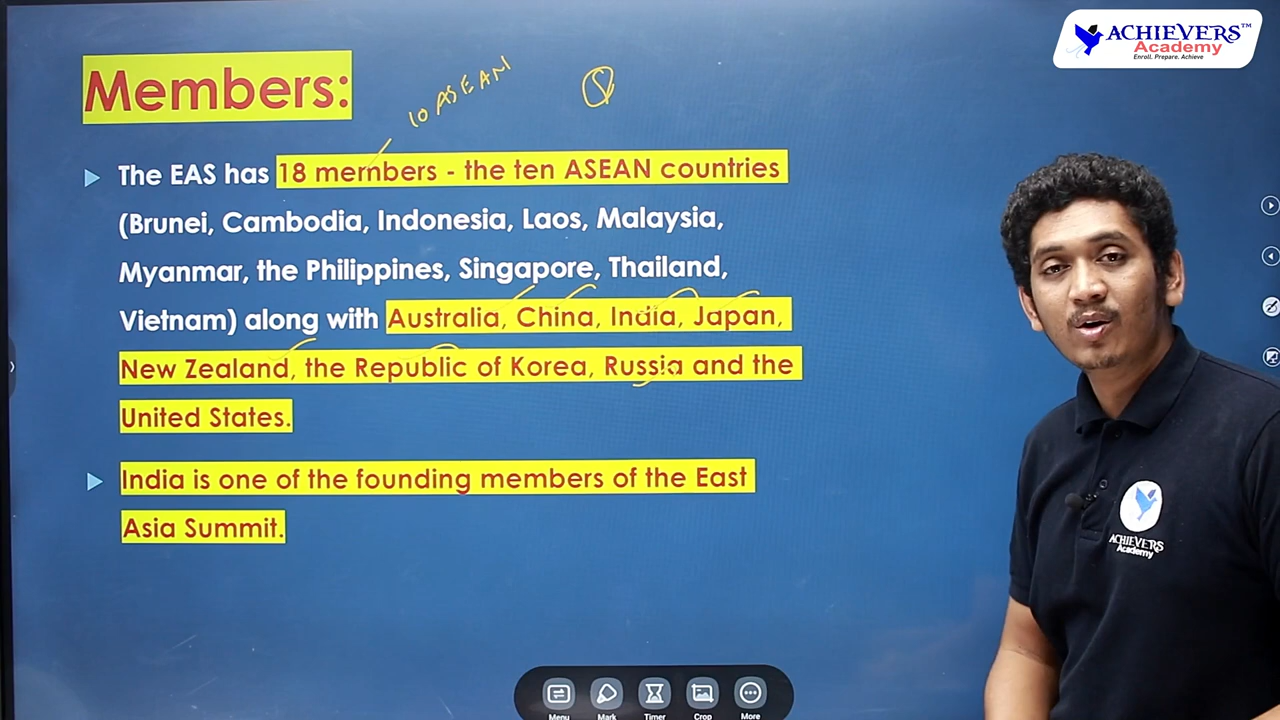 ACHIEVERS™
Academy
Enroll. Prepare. Achieve
Members:
10 ASEAN
The EAS has 18 members - the ten ASEAN countries
(Brunei, Cambodia, Indonesia, Laos, Malaysia,
Myanmar, the Philippines, Singapore, Thailand,
Vietnam) along with Australia, China, India, Japan,
New Zealand, the Republic of Korea, Russia and the
United States.
India is one of the founding members of the East
Asia Summit.
ACHIEVERS
Academy
Menu
Mark
Timer
Crop
More